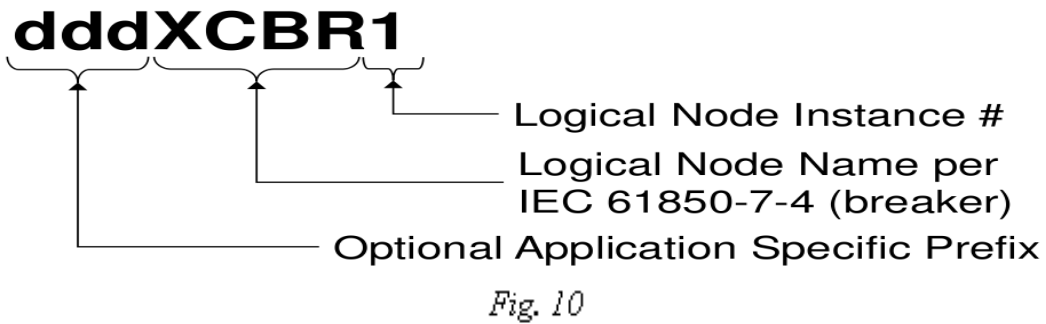 dddXCBR1
Logical Node Instance #
Logical Node Name per
IEC 61850-7-4 (breaker)
Optional Application Specific Prefix
Fig. 10